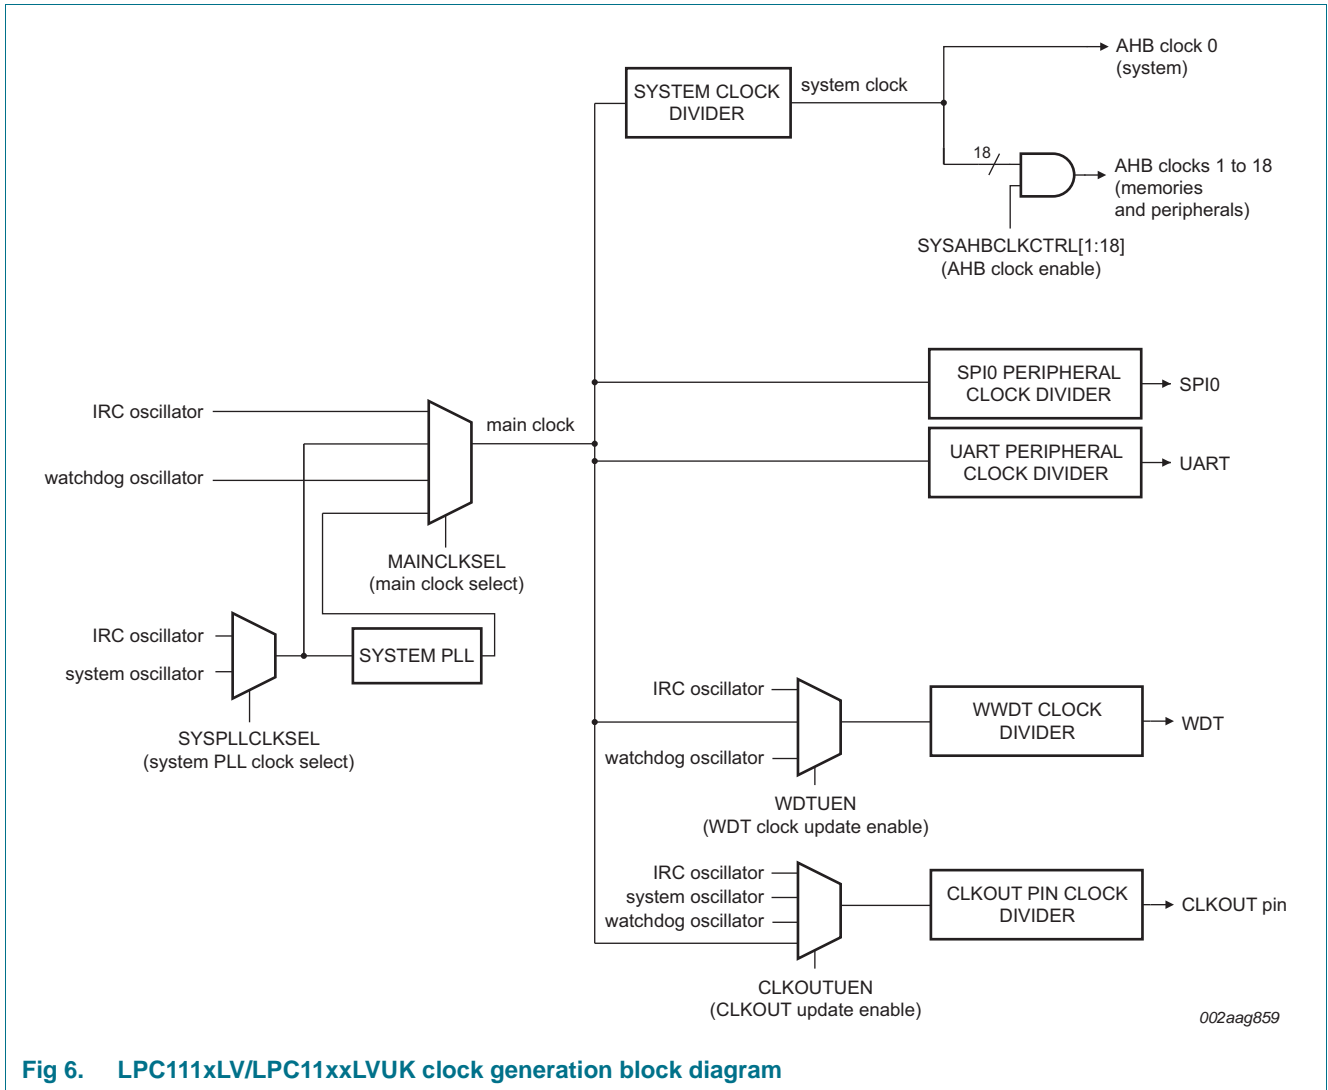 AHB clock 0
(system)
SYSTEM CLOCK
DIVIDER
system clock
18
AHB clocks 1 to 18
(memories
and peripherals)
SYSAHBCLKCTRL[1:18]
(AHB clock enable)
SPI0 PERIPHERAL
CLOCK DIVIDER
SPI0
IRC oscillator
main clock
UART PERIPHERAL
CLOCK DIVIDER
UART
watchdog oscillator
MAINCLKSEL
(main clock select)
IRC oscillator
system oscillator
SYSTEM PLL
SYSPLLCLKSEL
(system PLL clock select)
IRC oscillator
watchdog oscillator
WWDT CLOCK
DIVIDER
WDT
WDTUEN
(WDT clock update enable)
IRC oscillator
system oscillator
watchdog oscillator
CLKOUT PIN CLOCK
DIVIDER
CLKOUT pin
CLKOUTUEN
(CLKOUT update enable)
002aag859
Fig 6. LPC111xLV/LPC11xxLVUK clock generation block diagram